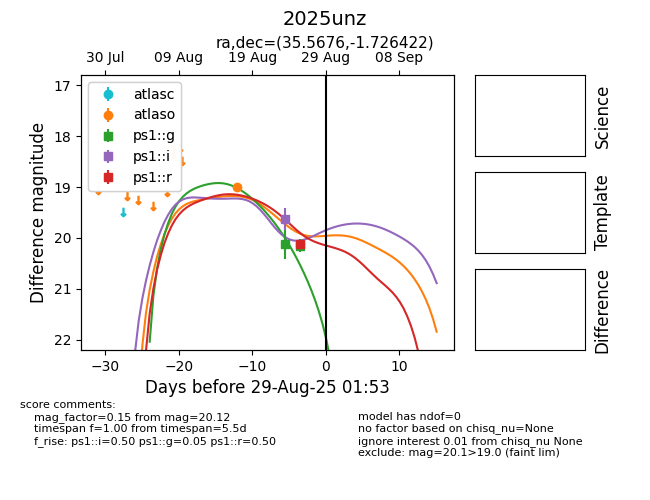 2025unz
ra,dec=(35.5676,-1.726422)
30 Jul 09 Aug 19 Aug 29 Aug 08 Sep
17
18
19
20
21
22
Difference magnitude
atlasc
atlaso
ps1::g
ps1::i
ps1::r
−30 −20 −10 0 10
Days before 29-Aug-25 01:53
Science
Template
Difference
score comments:
mag_factor=0.15 from mag=20.12
timespan f=1.00 from timespan=5.5d
f_rise: ps1::i=0.50 ps1::g=0.05 ps1::r=0.50
model has ndof=0
no factor based on chisq_nu=None
ignore interest 0.01 from chisq_nu None
exclude: mag=20.1>19.0 (faint lim)